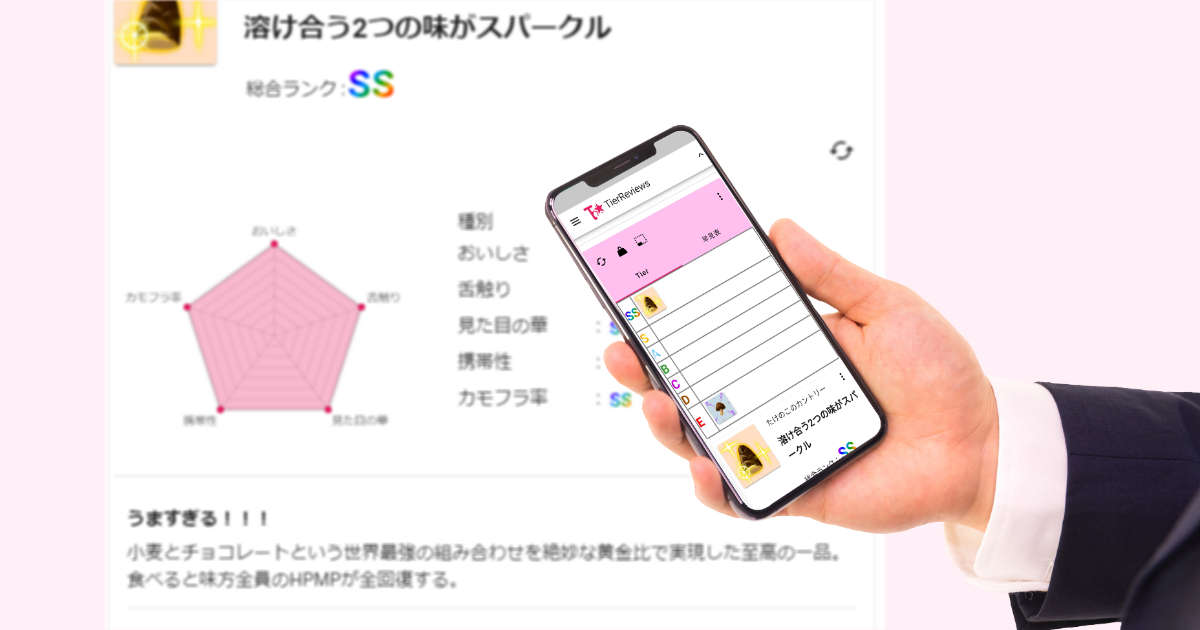 溶け合う2つの味がスパークル
総合ランク:SS
おいしさ
カモフラ率
舌触り
携帯性
見た目の華
種別
おいしさ
舌触り
見た目の華 :
携帯性 :
カモフラ率 : SS
うますぎる！！！
小麦とチョコレートという世界最強の組み合わせを絶妙な黄金比で実現した至高の一品。
食べると味方全員のHPMPが全回復する。
TierReviews
Tier
早見表
SS
S
A
B
C
D
E
たけのこのカントリー
溶け合う2つの味がスパ
ークル
総合ランク: SS